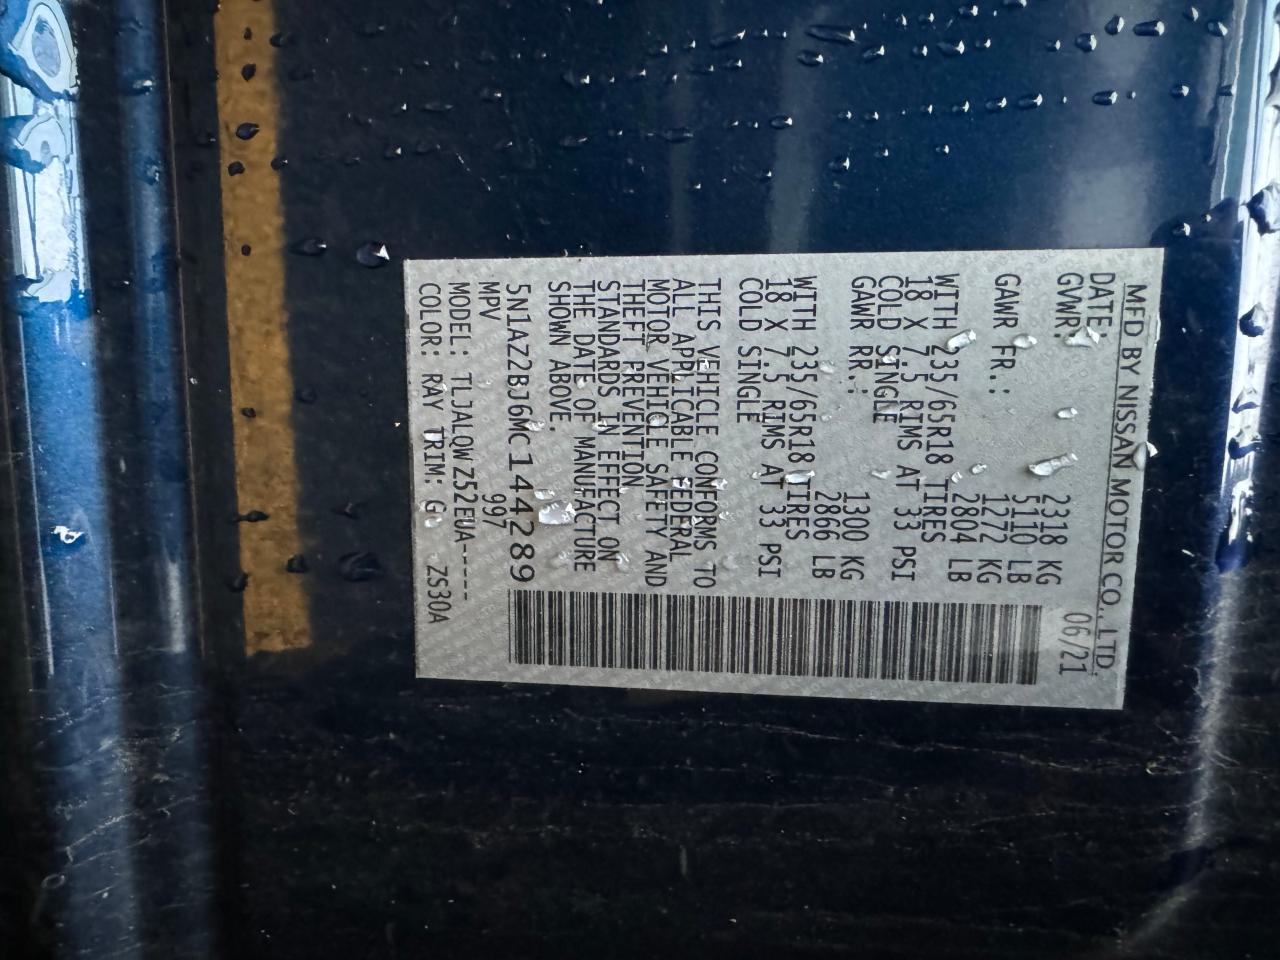 MFD BY NISSAN MOTOR CO., LTD.
DATE: 06/21
GVWR: 2318 KG
5110 LB
GAWR FR.: 1272 KG
2804 LB
WITH 235/65R18 TIRES
18 X 7.5 RIMS AT 33 PSI
COLD SINGLE
GAWR RR.: 1300 KG
2866 LB
WITH 235/65R18 TIRES
18 X 7.5 RIMS AT 33 PSI
COLD SINGLE
THIS VEHICLE CONFORMS TO
ALL APPLICABLE FEDERAL
MOTOR VEHICLE SAFETY AND
THEFT PREVENTION
STANDARDS IN EFFECT ON
THE DATE OF MANUFACTURE
SHOWN ABOVE.
5N1AZ2BJ6MC144289
MPV 997
MODEL: TLJALQWZ52EUA-----
COLOR: RAY TRIM: G Z530A